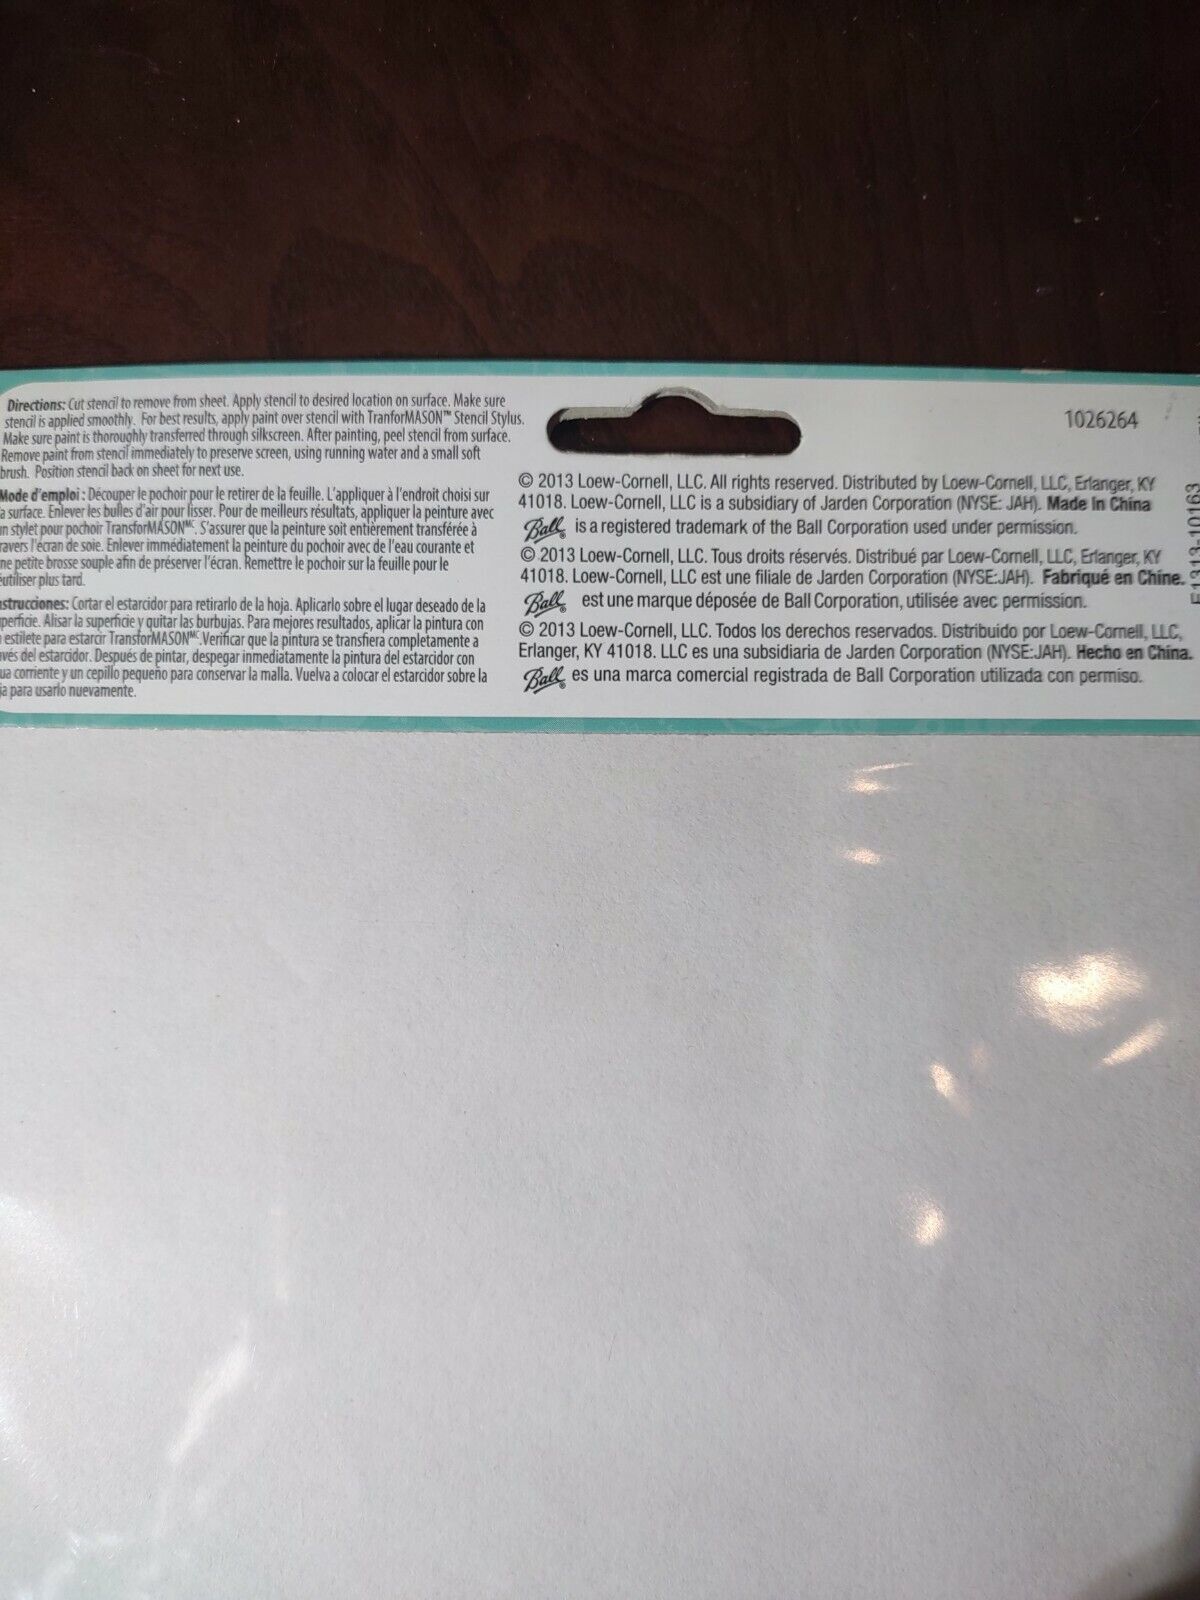 Directions: Cut stencil to remove from sheet. Apply stencil to desired location on surface. Make sure
stencil is applied smoothly. For best results, apply paint over stencil with TranforMASON™ Stencil Stylus.
Make sure paint is thoroughly transferred through silkscreen. After painting, peel stencil from surface.
Remove paint from stencil immediately to preserve screen, using running water and a small soft
brush. Position stencil back on sheet for next use.
Mode d'emploi : Découper le pochoir pour le retirer de la feuille. L'appliquer à l'endroit choisi sur
a surface. Enlever les bulles d'air pour lisser. Pour de meilleurs résultats, appliquer la peinture avec
un stylet pour pochoir TransforMASON MC. S'assurer que la peinture soit entièrement transférée à
ravers l'écran de soie. Enlever immédiatement la peinture du pochoir avec de l'eau courante et
ne petite brosse souple afin de préserver l'écran. Remettre le pochoir sur la feuille pour le
éutiliser plus tard.
strucciones: Cortar el estarcidor para retirarlo de la hoja. Aplicarlo sobre el lugar deseado de la
perficie. Alisar la superficie y quitar las burbujas. Para mejores resultados, aplicar la pintura con
estilete para estarcir TransforMASON MC. Verificar que la pintura se transfiera completamente a
avés del estarcidor. Después de pintar, despegar inmediatamente la pintura del estarcidor con
ua corriente y un cepillo pequeño para conservar la malla. Vuelva a colocar el estarcidor sobre la
ja para usarlo nuevamente.
1026264
© 2013 Loew-Cornell, LLC. All rights reserved. Distributed by Loew-Cornell, LLC, Erlanger, KY
41018. Loew-Cornell, LLC is a subsidiary of Jarden Corporation (NYSE: JAH). Made In China
Ball® is a registered trademark of the Ball Corporation used under permission.
© 2013 Loew-Cornell, LLC. Tous droits réservés. Distribué par Loew-Cornell, LLC, Erlanger, KY
41018. Loew-Cornell, LLC est une filiale de Jarden Corporation (NYSE:JAH). Fabriqué en Chine.
Ball® est une marque déposée de Ball Corporation, utilisée avec permission.
© 2013 Loew-Cornell, LLC. Todos los derechos reservados. Distribuido por Loew-Cornell, LLC,
Erlanger, KY 41018. LLC es una subsidiaria de Jarden Corporation (NYSE:JAH). Hecho en China.
Ball® es una marca comercial registrada de Ball Corporation utilizada con permiso.
1313-10163